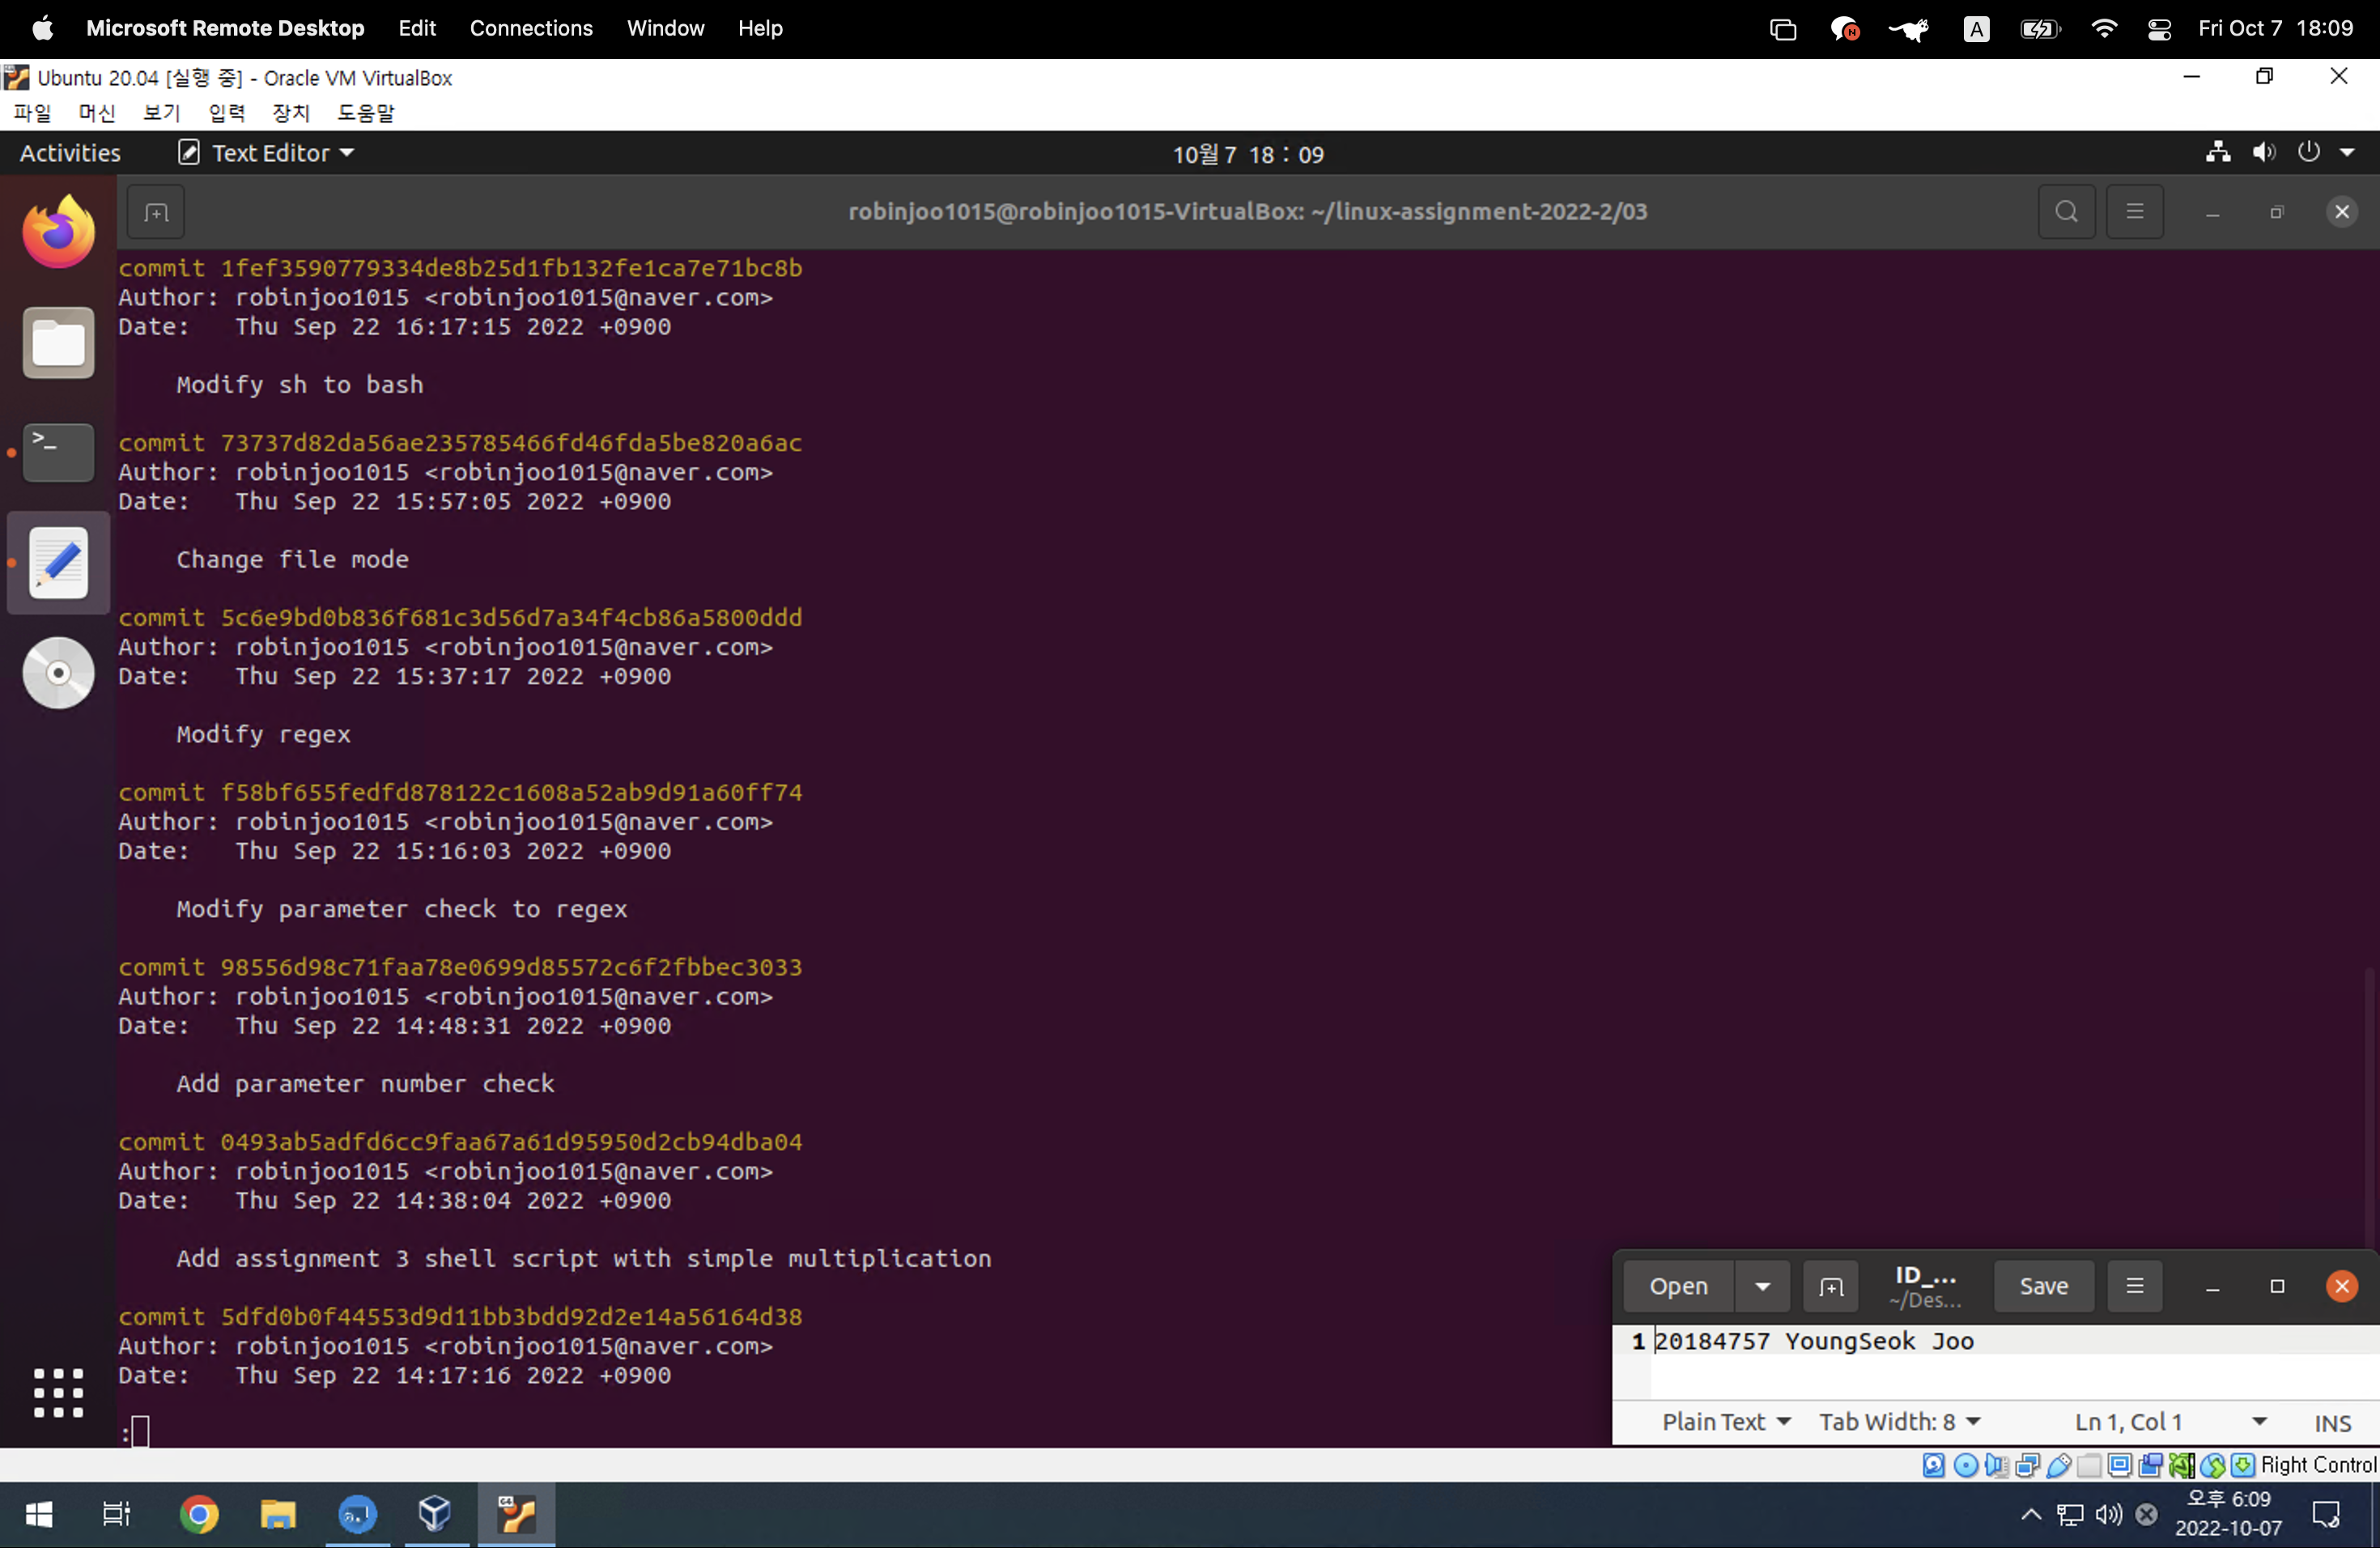 Microsoft Remote Desktop Edit Connections Window Help A Fri Oct 7 18:09
Ubuntu 20.04 [실행 중] - Oracle VM VirtualBox
파일 머신 보기 입력 장치 도움말
Activities Text Editor 10월 7 18 : 09
robinjoo1015@robinjoo1015-VirtualBox: ~/linux-assignment-2022-2/03
commit 1fef3590779334de8b25d1fb132fe1ca7e71bc8b
Author: robinjoo1015 <robinjoo1015@naver.com>
Date: Thu Sep 22 16:17:15 2022 +0900
Modify sh to bash
commit 73737d82da56ae235785466fd46fda5be820a6ac
Author: robinjoo1015 <robinjoo1015@naver.com>
Date: Thu Sep 22 15:57:05 2022 +0900
Change file mode
commit 5c6e9bd0b836f681c3d56d7a34f4cb86a5800ddd
Author: robinjoo1015 <robinjoo1015@naver.com>
Date: Thu Sep 22 15:37:17 2022 +0900
Modify regex
commit f58bf655fedfd878122c1608a52ab9d91a60ff74
Author: robinjoo1015 <robinjoo1015@naver.com>
Date: Thu Sep 22 15:16:03 2022 +0900
Modify parameter check to regex
commit 98556d98c71faa78e0699d85572c6f2fbbec3033
Author: robinjoo1015 <robinjoo1015@naver.com>
Date: Thu Sep 22 14:48:31 2022 +0900
Add parameter number check
commit 0493ab5adfd6cc9faa67a61d95950d2cb94dba04
Author: robinjoo1015 <robinjoo1015@naver.com>
Date: Thu Sep 22 14:38:04 2022 +0900
Add assignment 3 shell script with simple multiplication
commit 5dfd0b0f44553d9d11bb3bdd92d2e14a56164d38
Author: robinjoo1015 <robinjoo1015@naver.com>
Date: Thu Sep 22 14:17:16 2022 +0900
:
Open ID_... Save
~/Des...
1 20184757 YoungSeok Joo
Plain Text Tab Width: 8 Ln 1, Col 1 INS
Right Control
오후 6:09
2022-10-07